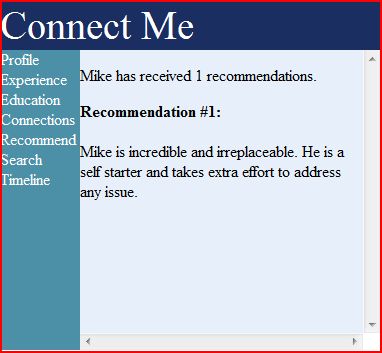 Connect Me
Profile
Experience
Education
Connections
Recommend
Search
Timeline
Mike has received 1 recommendations.
Recommendation #1:
Mike is incredible and irreplaceable. He is a
self starter and takes extra effort to address
any issue.